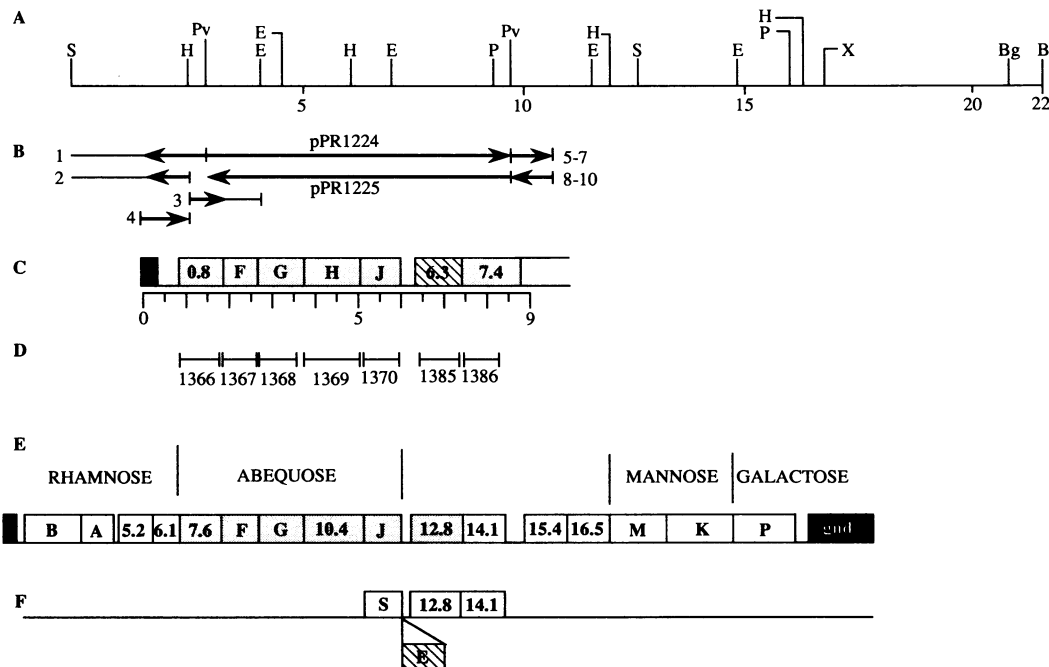 A
S H Pv E E H E P Pv H E S E H P X Bg B
5 10 15 20 22
B
1 pPR1224 5-7
2 pPR1225 8-10
3
4
C
0.8 F G H J 6.3 7.4
0 5 9
D
1366 1367 1368 1369 1370 1385 1386
E
RHAMNOSE ABEQUOSE MANNOSE GALACTOSE
B A 5.2 6.1 7.6 F G 10.4 J 12.8 14.1 15.4 16.5 M K P gnd
F
S 12.8 14.1
E